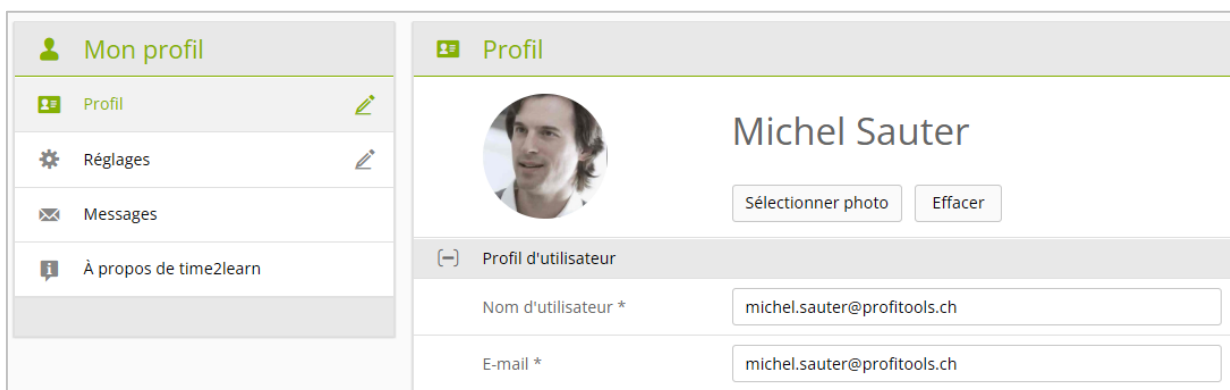 Mon profil
Profil
Réglages
Messages
À propos de time2learn
Profil
Michel Sauter
Sélectionner photo Effacer
Profil d'utilisateur
Nom d'utilisateur * michel.sauter@profitools.ch
E-mail * michel.sauter@profitools.ch